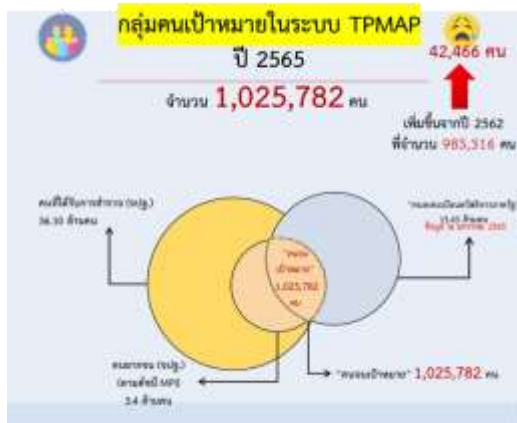 กลุ่มคนเป้าหมายในระบบ TPMAP
ปี 2565
จำนวน 1,025,782 คน
42,466 คน
เพิ่มขึ้นจากปี 2562
ที่จำนวน 983,316 คน
คนที่ได้รับการสำรวจ (จปฐ.)
36.10 ล้านคน
"คนจน
เป้าหมาย"
1,025,782
คน
คนยากจน (จปฐ.)
(ตามดัชนี MPI)
3.4 ล้านคน
"คนจนเป้าหมาย" 1,025,782 คน